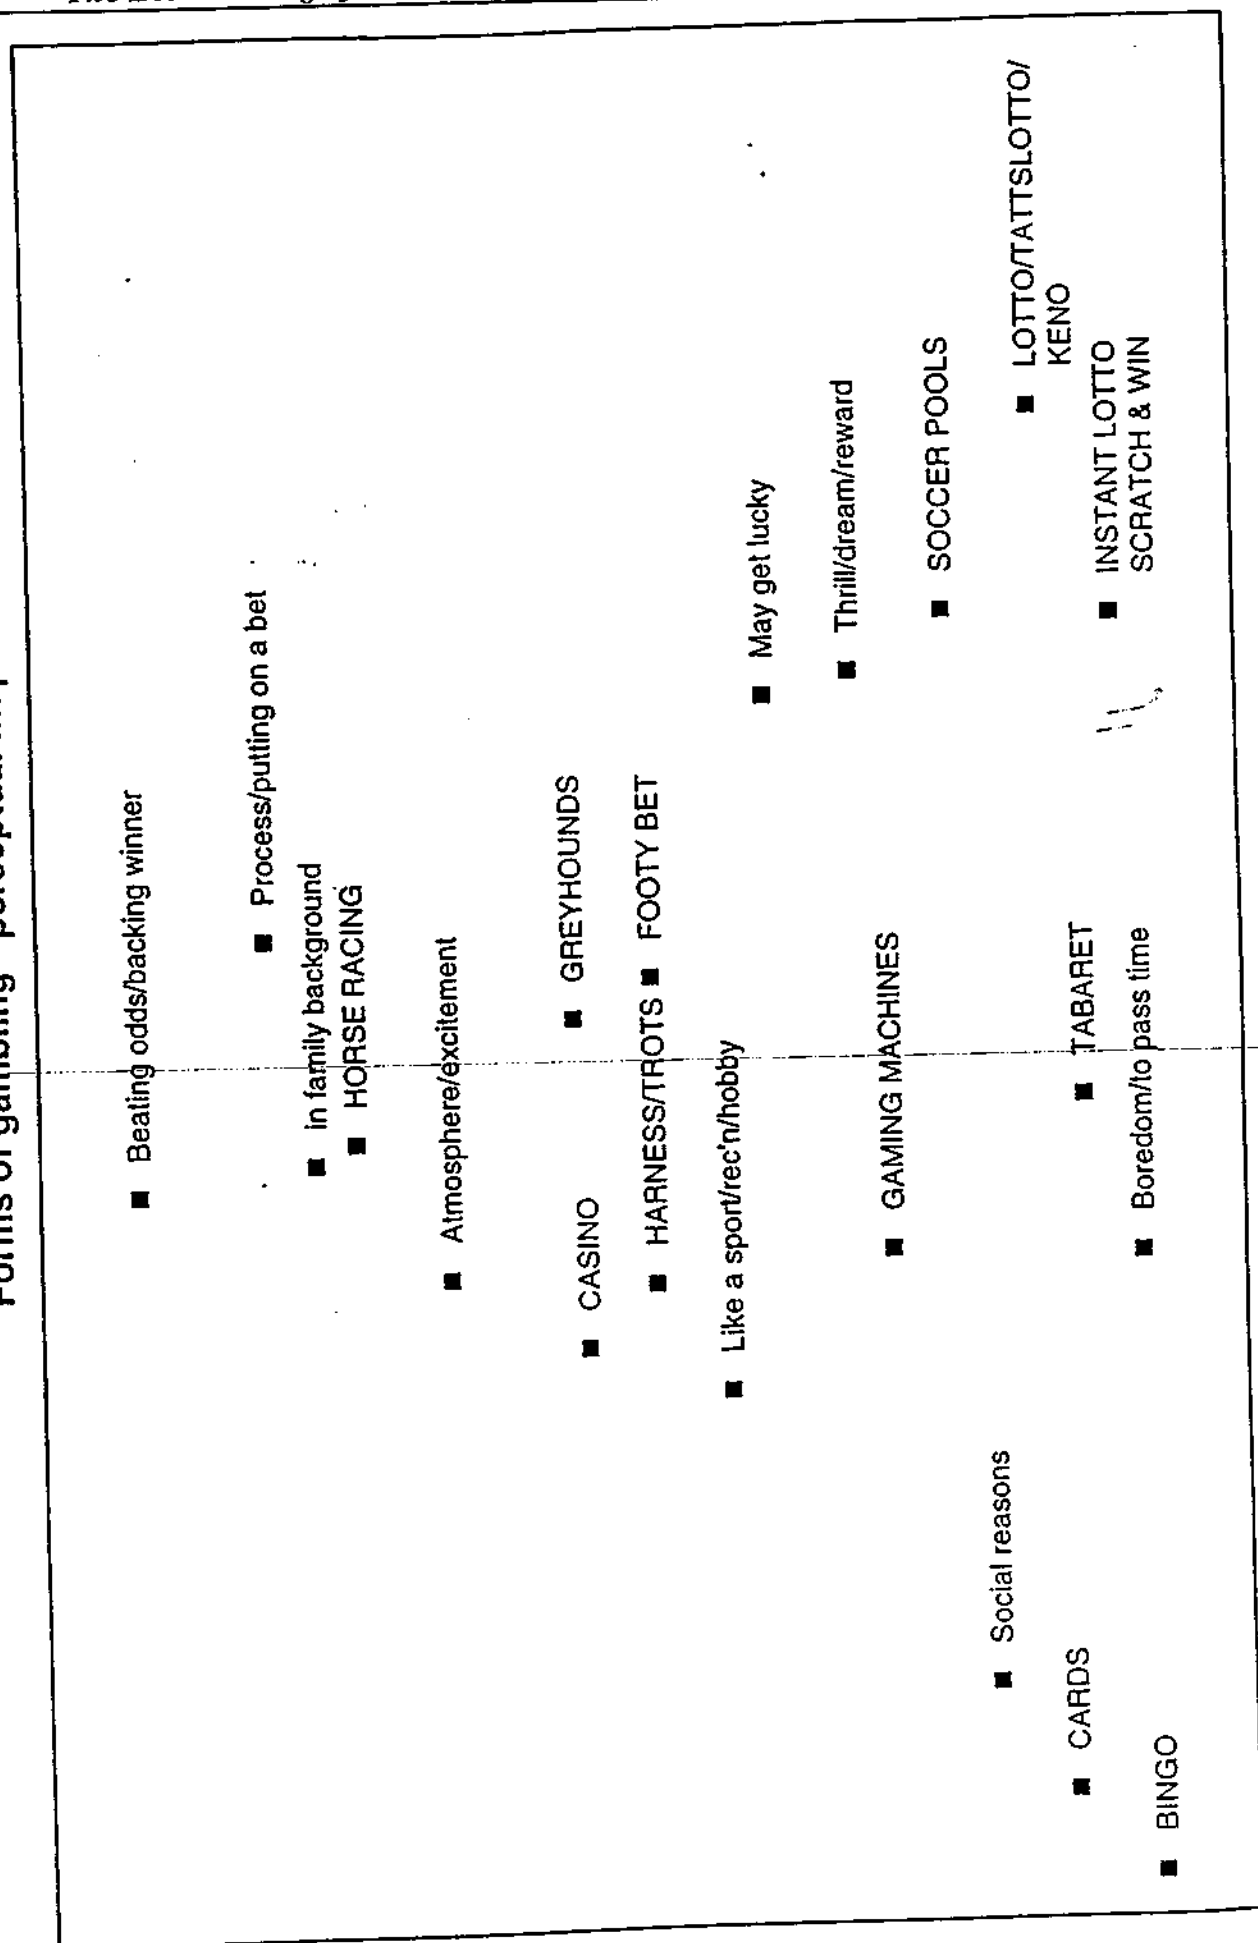 Forms of gambling perceptual map
Beating odds/backing winner
Process/putting on a bet
in family background
HORSE RACING
Atmosphere/excitement
GREYHOUNDS
CASINO
HARNESS/TROTS
FOOTY BET
Like a sport/rec'n/hobby
May get lucky
Thrill/dream/reward
GAMING MACHINES
SOCCER POOLS
Social reasons
LOTTO/TATTSLOTTO/
KENO
CARDS
TABARET
INSTANT LOTTO
SCRATCH & WIN
Boredom/to pass time
BINGO